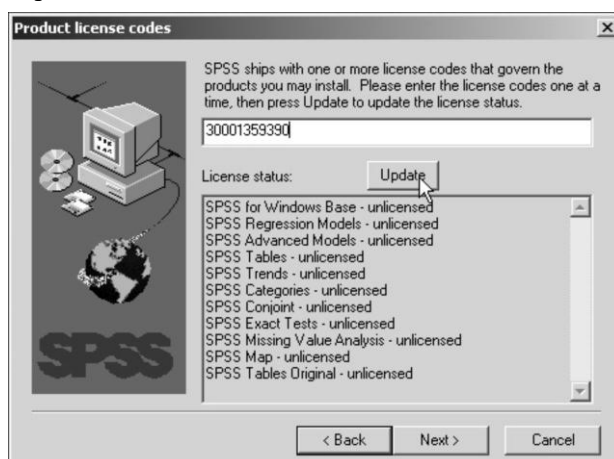 Product license codes
SPSS ships with one or more license codes that govern the
products you may install. Please enter the license codes one at a
time, then press Update to update the license status.
30001359390
License status:
Update
SPSS for Windows Base - unlicensed
SPSS Regression Models - unlicensed
SPSS Advanced Models - unlicensed
SPSS Tables - unlicensed
SPSS Trends - unlicensed
SPSS Categories - unlicensed
SPSS Conjoint - unlicensed
SPSS Exact Tests - unlicensed
SPSS Missing Value Analysis - unlicensed
SPSS Map - unlicensed
SPSS Tables Original - unlicensed
SPSS
< Back
Next >
Cancel